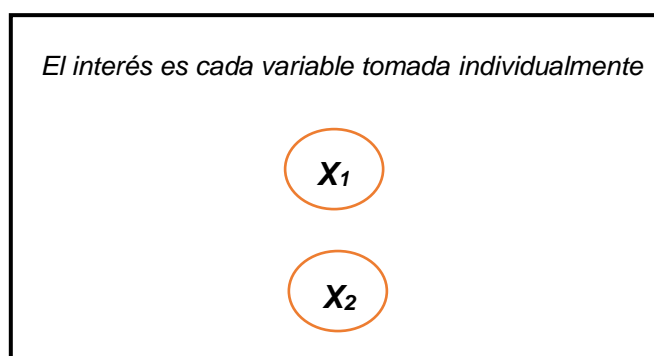 El interés es cada variable tomada individualmente
X1
X2